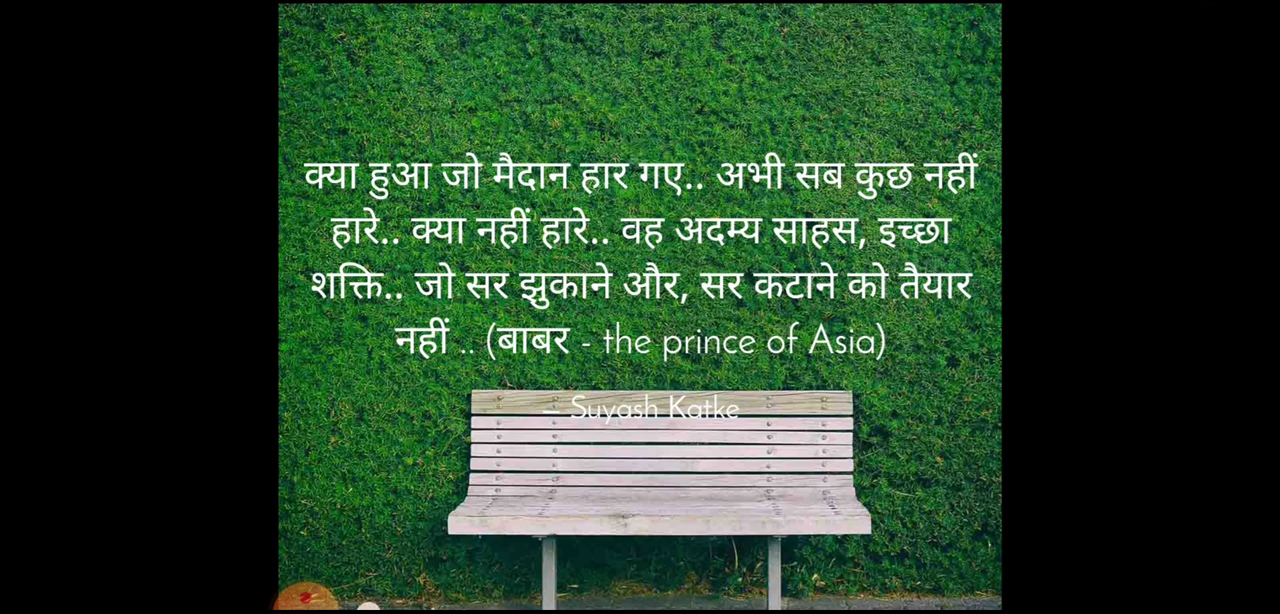 क्या हुआ जो मैदान हार गए.. अभी सब कुछ नहीं
हारे.. क्या नहीं हारे.. वह अदम्य साहस, इच्छा
शक्ति.. जो सर झुकाने और, सर कटाने को तैयार
नहीं .. (बाबर - the prince of Asia)
— Suyash Katke